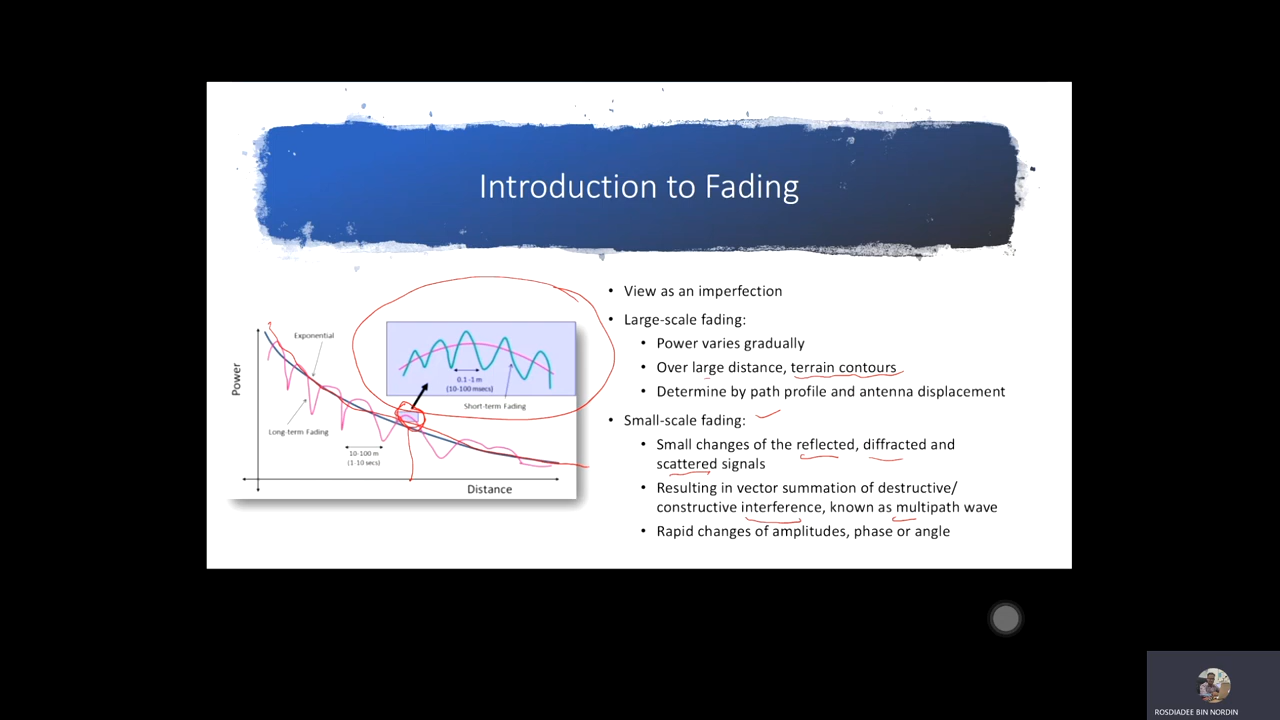 Introduction to Fading
Power
Exponential
Long-term Fading
10-100 m
(1-10 secs)
0.1 -1 m
(10-100 msecs)
Short-term Fading
Distance
• View as an imperfection
• Large-scale fading:
• Power varies gradually
• Over large distance, terrain contours
• Determine by path profile and antenna displacement
• Small-scale fading:
• Small changes of the reflected, diffracted and
scattered signals
• Resulting in vector summation of destructive/
constructive interference, known as multipath wave
• Rapid changes of amplitudes, phase or angle
ROSDIADEE BIN NORDIN